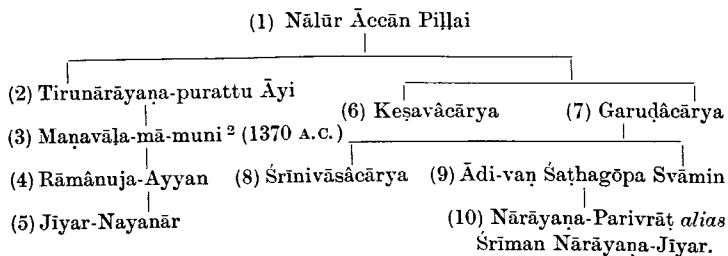 (1) Nālūr Āccān Piḷḷai
(2) Tirunārāyaṇa-purattu Āyi
(6) Keṣavâcārya (7) Garuḍâcārya
(3) Maṇavāḷa-mā-muni ² (1370 A.C.)
(4) Rāmânuja-Ayyan (8) Śrīnivāsâcārya (9) Ādi-vaṇ Śaṭhagōpa Svāmin
(5) Jīyar-Nayanār (10) Nārāyaṇa-Parivrāṭ alias
Śrīman Nārāyaṇa-Jīyar.